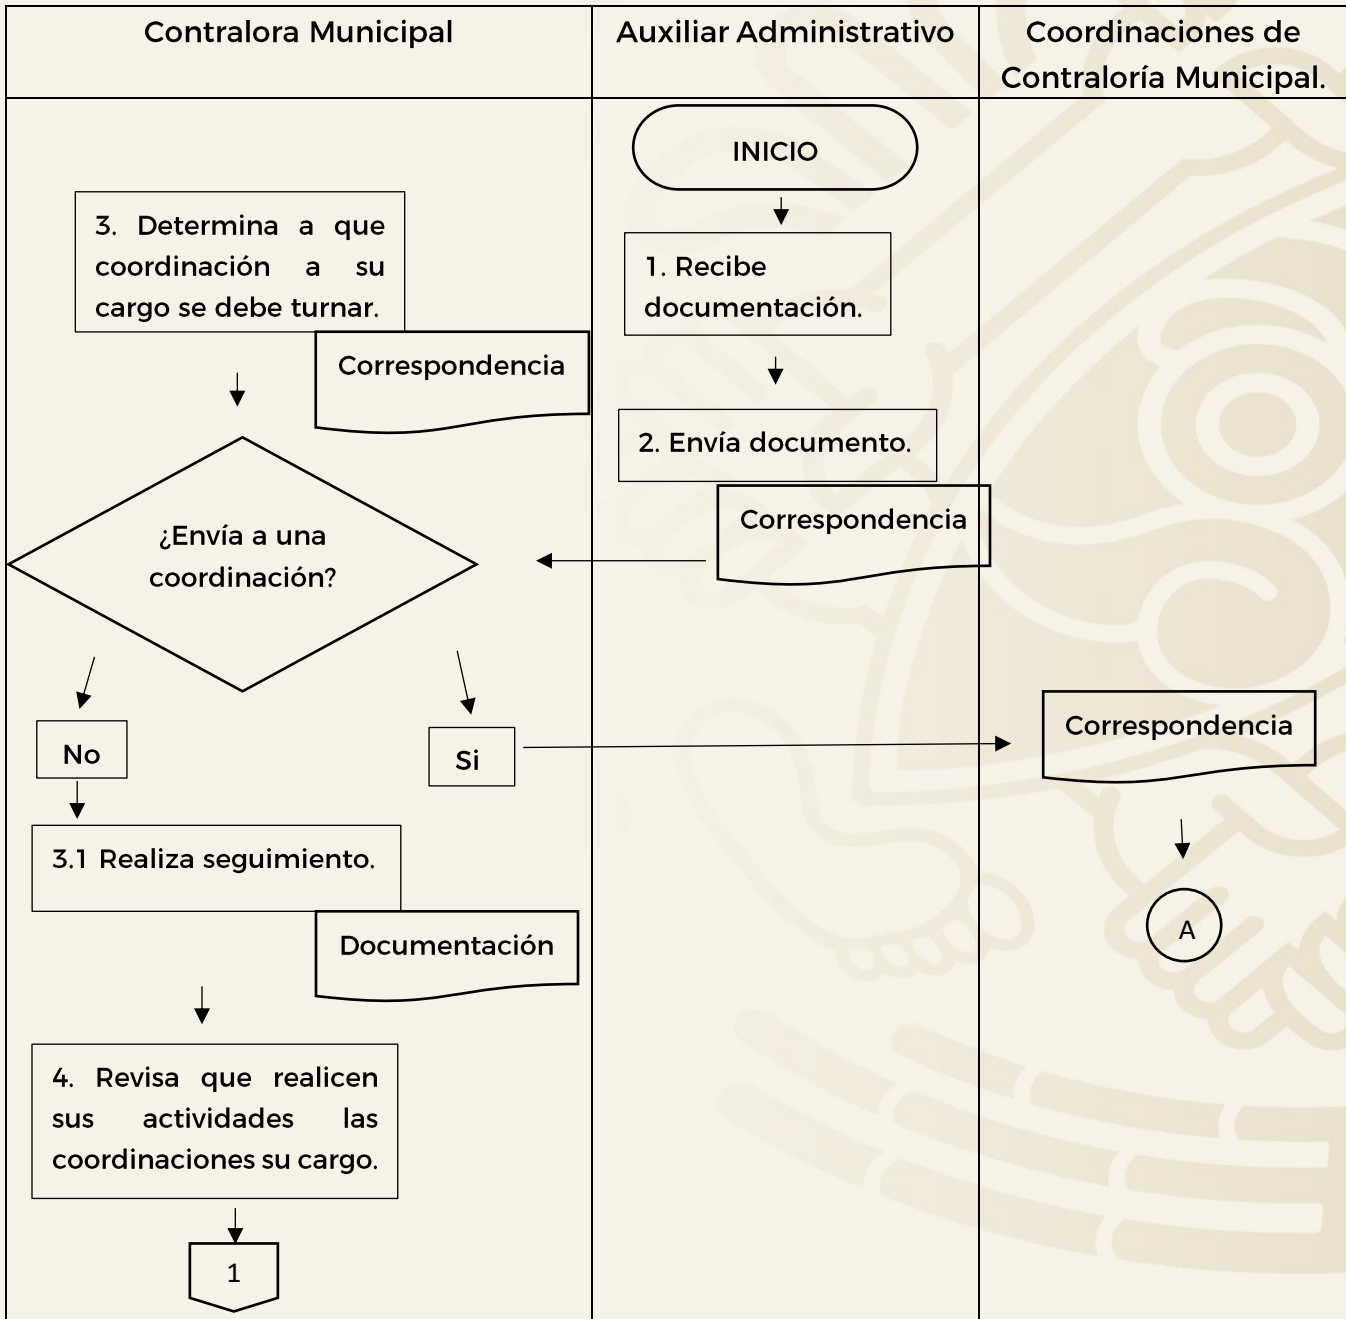 Contralora Municipal
Auxiliar Administrativo
Coordinaciones de
Contraloría Municipal.
INICIO
1. Recibe
documentación.
2. Envía documento.
Correspondencia
3. Determina a que
coordinación a su
cargo se debe turnar.
Correspondencia
¿Envía a una
coordinación?
No
Si
Correspondencia
A
3.1 Realiza seguimiento.
Documentación
4. Revisa que realicen
sus actividades las
coordinaciones su cargo.
1